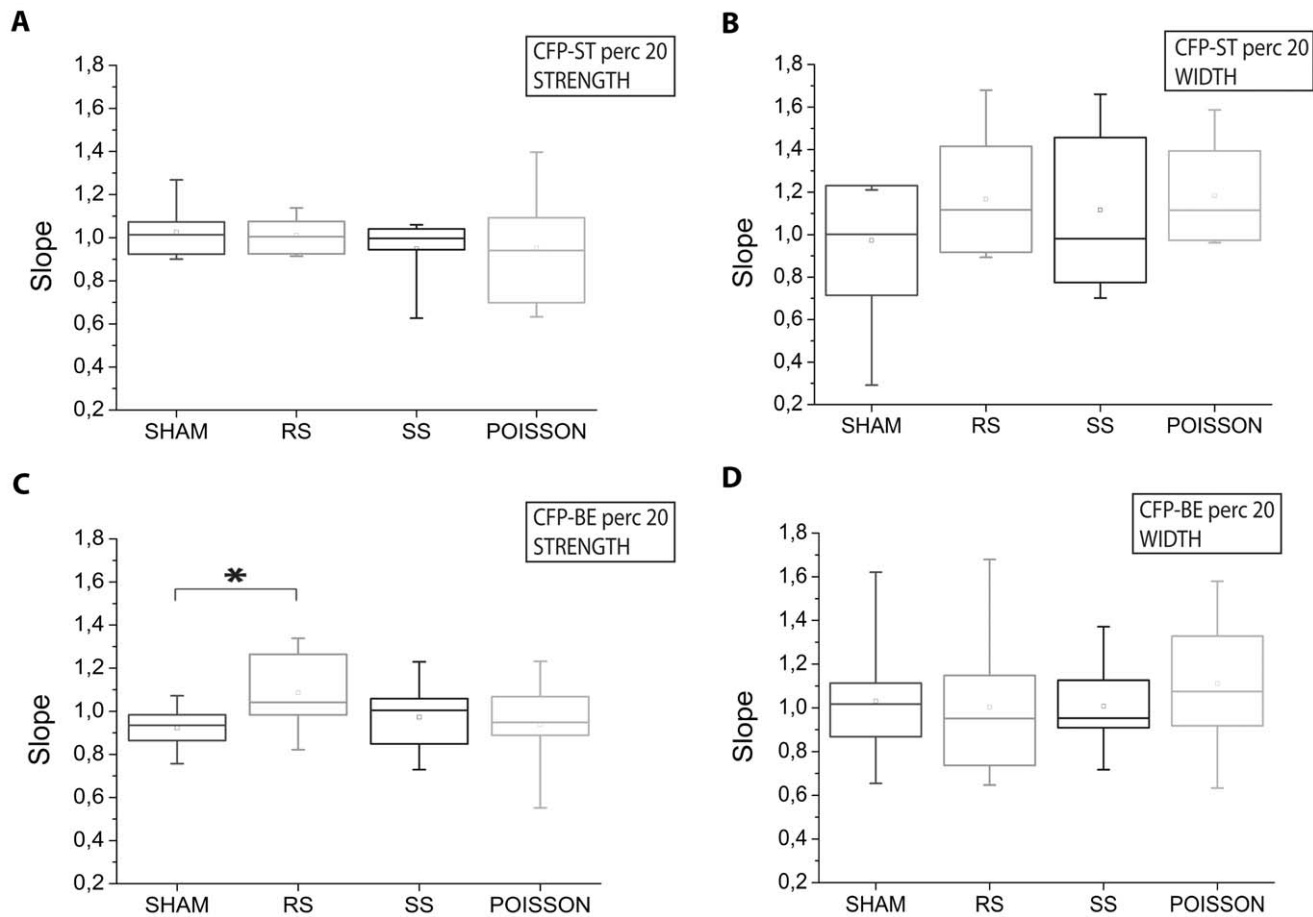 A
CFP-ST perc 20
STRENGTH
1,8
1,6
1,4
1,2
1,0
0,8
0,6
0,4
0,2
Slope
SHAM RS SS POISSON
B
CFP-ST perc 20
WIDTH
1,8
1,6
1,4
1,2
1,0
0,8
0,6
0,4
0,2
Slope
SHAM RS SS POISSON
C
CFP-BE perc 20
STRENGTH
1,8
1,6
1,4
1,2
1,0
0,8
0,6
0,4
0,2
*
Slope
SHAM RS SS POISSON
D
CFP-BE perc 20
WIDTH
1,8
1,6
1,4
1,2
1,0
0,8
0,6
0,4
0,2
Slope
SHAM RS SS POISSON